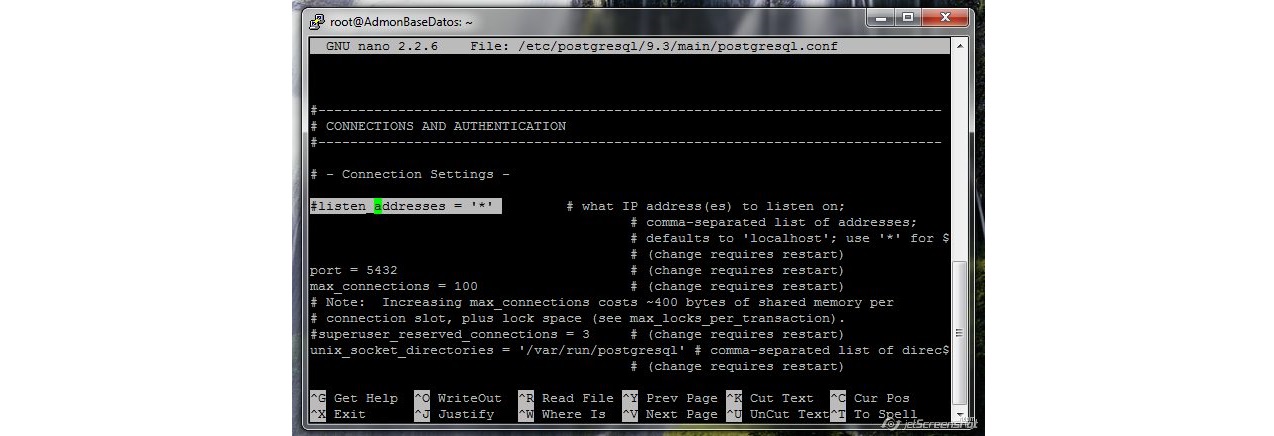 root@AdmonBaseDatos: ~
GNU nano 2.2.6 File: /etc/postgresql/9.3/main/postgresql.conf
#------------------------------------------------------------------------------
# CONNECTIONS AND AUTHENTICATION
#------------------------------------------------------------------------------
# - Connection Settings -
#listen_addresses = '*' # what IP address(es) to listen on;
# comma-separated list of addresses;
# defaults to 'localhost'; use '*' for $
# (change requires restart)
port = 5432 # (change requires restart)
max_connections = 100 # (change requires restart)
# Note:  Increasing max_connections costs ~400 bytes of shared memory per
# connection slot, plus lock space (see max_locks_per_transaction).
#superuser_reserved_connections = 3 # (change requires restart)
unix_socket_directories = '/var/run/postgresql' # comma-separated list of direc$
# (change requires restart)
^G Get Help ^O WriteOut ^R Read File ^Y Prev Page ^K Cut Text ^C Cur Pos
^X Exit ^J Justify ^W Where Is ^V Next Page ^U UnCut Text ^T To Spell
jetScreenshot